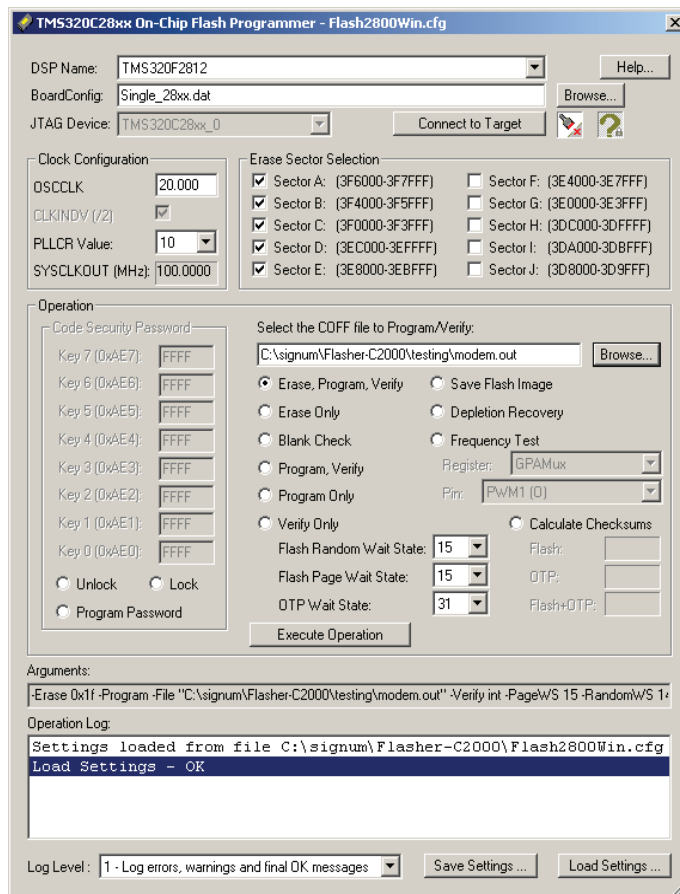 TMS320C28xx On-Chip Flash Programmer - Flash2800Win.cfg
DSP Name: TMS320F2812 Help...
BoardConfig: Single_28xx.dat Browse...
JTAG Device: TMS320C28xx_0 Connect to Target
Clock Configuration
OSCCLK 20.000
CLKINDV (/2)
PLLCR Value: 10
SYSCLKOUT (MHz): 100.0000
Erase Sector Selection
Sector A: (3F6000-3F7FFF) Sector F: (3E4000-3E7FFF)
Sector B: (3F4000-3F5FFF) Sector G: (3E0000-3E3FFF)
Sector C: (3F0000-3F3FFF) Sector H: (3DC000-3DFFFF)
Sector D: (3EC000-3EFFFF) Sector I: (3DA000-3DBFFF)
Sector E: (3E8000-3EBFFF) Sector J: (3D8000-3D9FFF)
Operation
Code Security Password
Key 7 (0xAE7): FFFF
Key 6 (0xAE6): FFFF
Key 5 (0xAE5): FFFF
Key 4 (0xAE4): FFFF
Key 3 (0xAE3): FFFF
Key 2 (0xAE2): FFFF
Key 1 (0xAE1): FFFF
Key 0 (0xAE0): FFFF
Unlock Lock
Program Password
Select the COFF file to Program/Verify:
C:\signum\Flasher-C2000\testing\modem.out Browse...
Erase, Program, Verify Save Flash Image
Erase Only Depletion Recovery
Blank Check Frequency Test
Program, Verify Register: GPAMux
Program Only Pin: PWM1 (0)
Verify Only Calculate Checksums
Flash Random Wait State: 15 Flash:
Flash Page Wait State: 15 OTP:
OTP Wait State: 31 Flash+OTP:
Execute Operation
Arguments:
-Erase 0x1f -Program -File "C:\signum\Flasher-C2000\testing\modem.out" -Verify int -PageWS 15 -RandomWS
Operation Log:
Settings loaded from file C:\signum\Flasher-C2000\Flash2800Win.cfg
Load Settings - OK
Log Level : 1 - Log errors, warnings and final OK messages Save Settings ... Load Settings ...